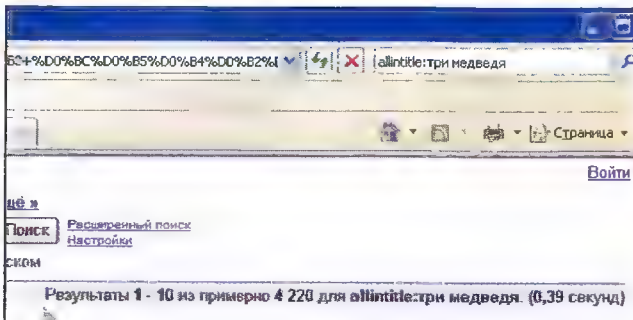 B3+%D0%BC%D0%B5%D0%B4%D0%B2%( allintitle:три медведя
Страница
Войти
щё »
Поиск Расширенный поиск
Настройки
ском
Результаты 1 - 10 из примерно 4 220 для allintitle:три медведя. (0,39 секунд)